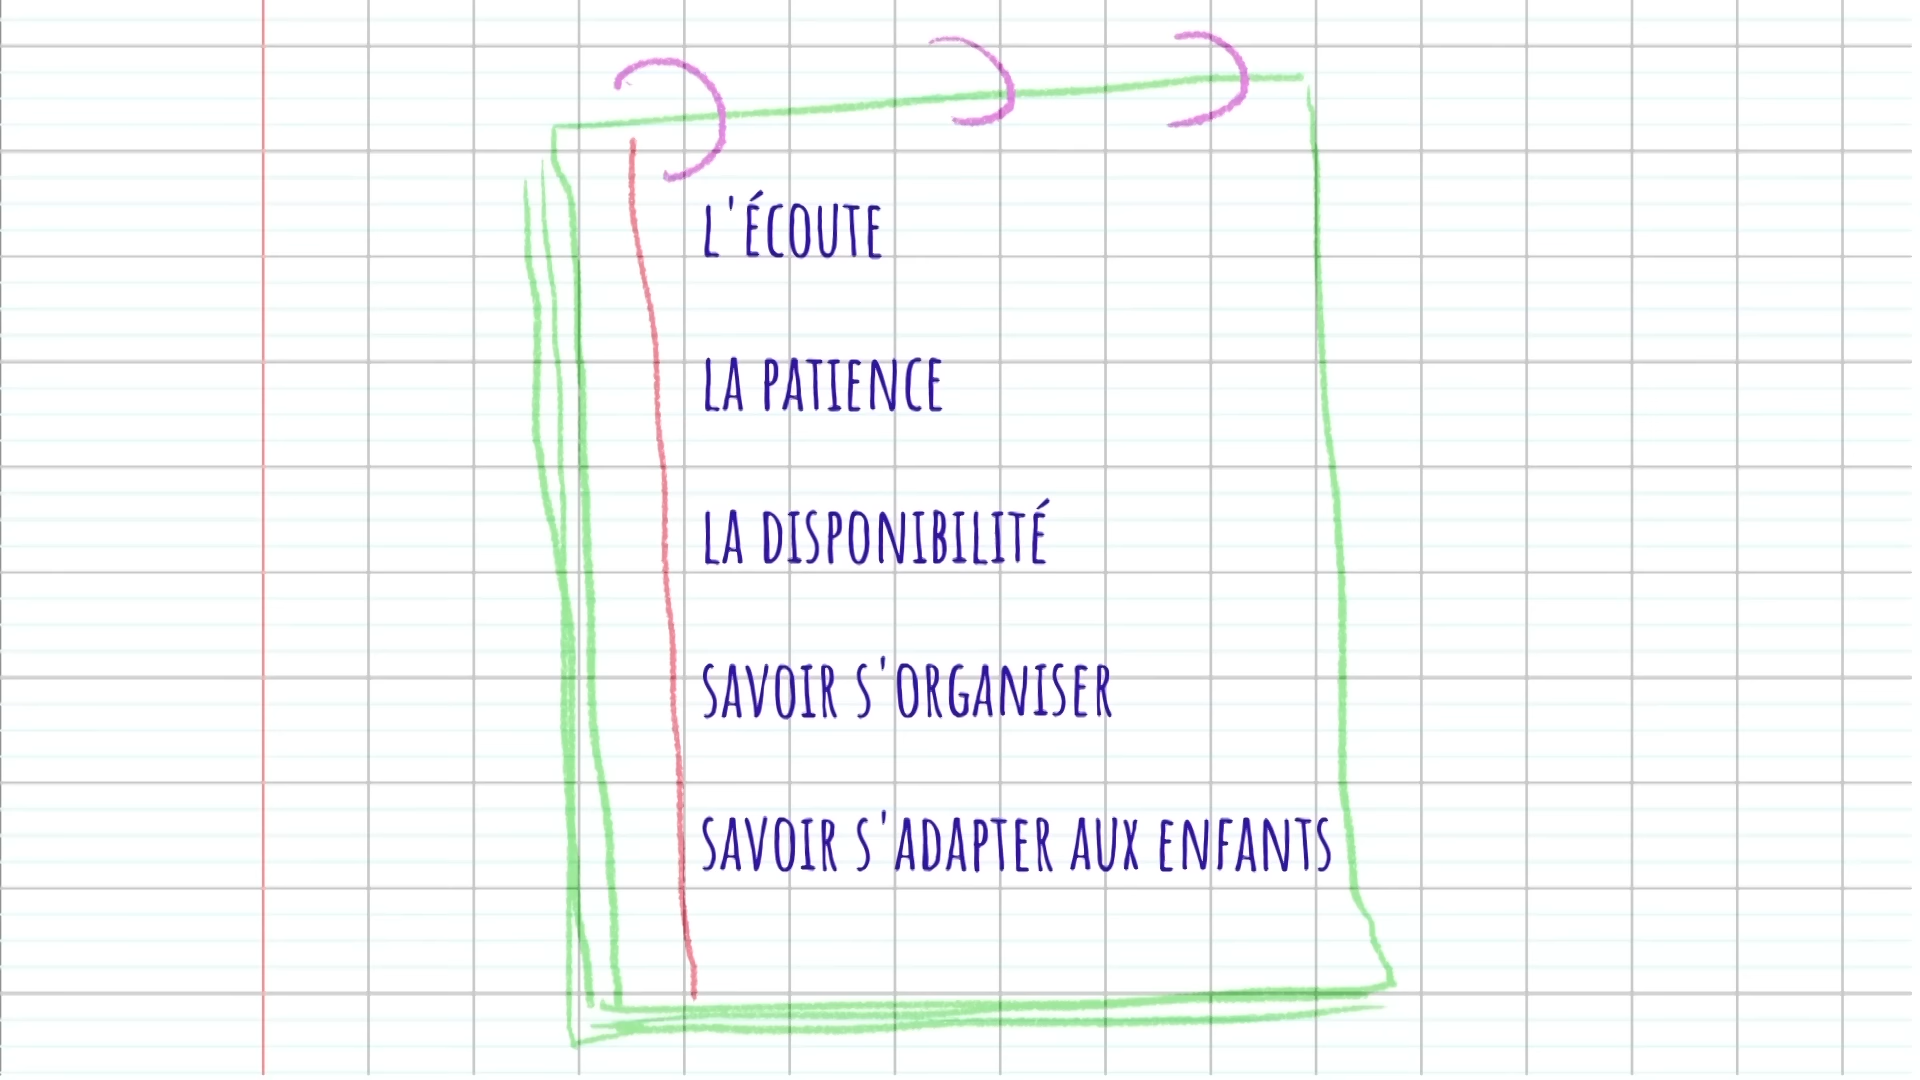 L'ÉCOUTE
LA PATIENCE
LA DISPONIBILITÉ
SAVOIR S'ORGANISER
SAVOIR S'ADAPTER AUX ENFANTS